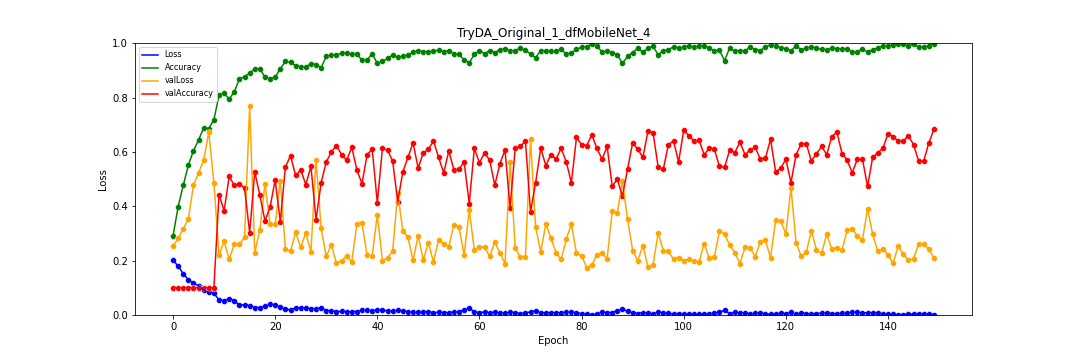 TryDA_Original_1_dfMobileNet_4
Loss
Accuracy
valLoss
valAccuracy
1.0
0.8
0.6
0.4
0.2
0.0
Loss
0 20 40 60 80 100 120 140
Epoch